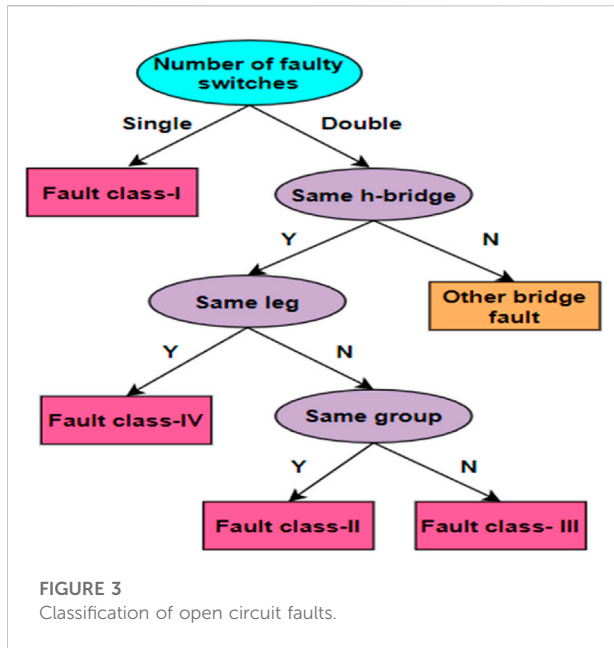 Number of faulty
switches
Single
Double
Fault class-I
Same h-bridge
Y
N
Same leg
Other bridge
fault
Y
N
Fault class-IV
Same group
Y
N
Fault class-II
Fault class- III
FIGURE 3
Classification of open circuit faults.